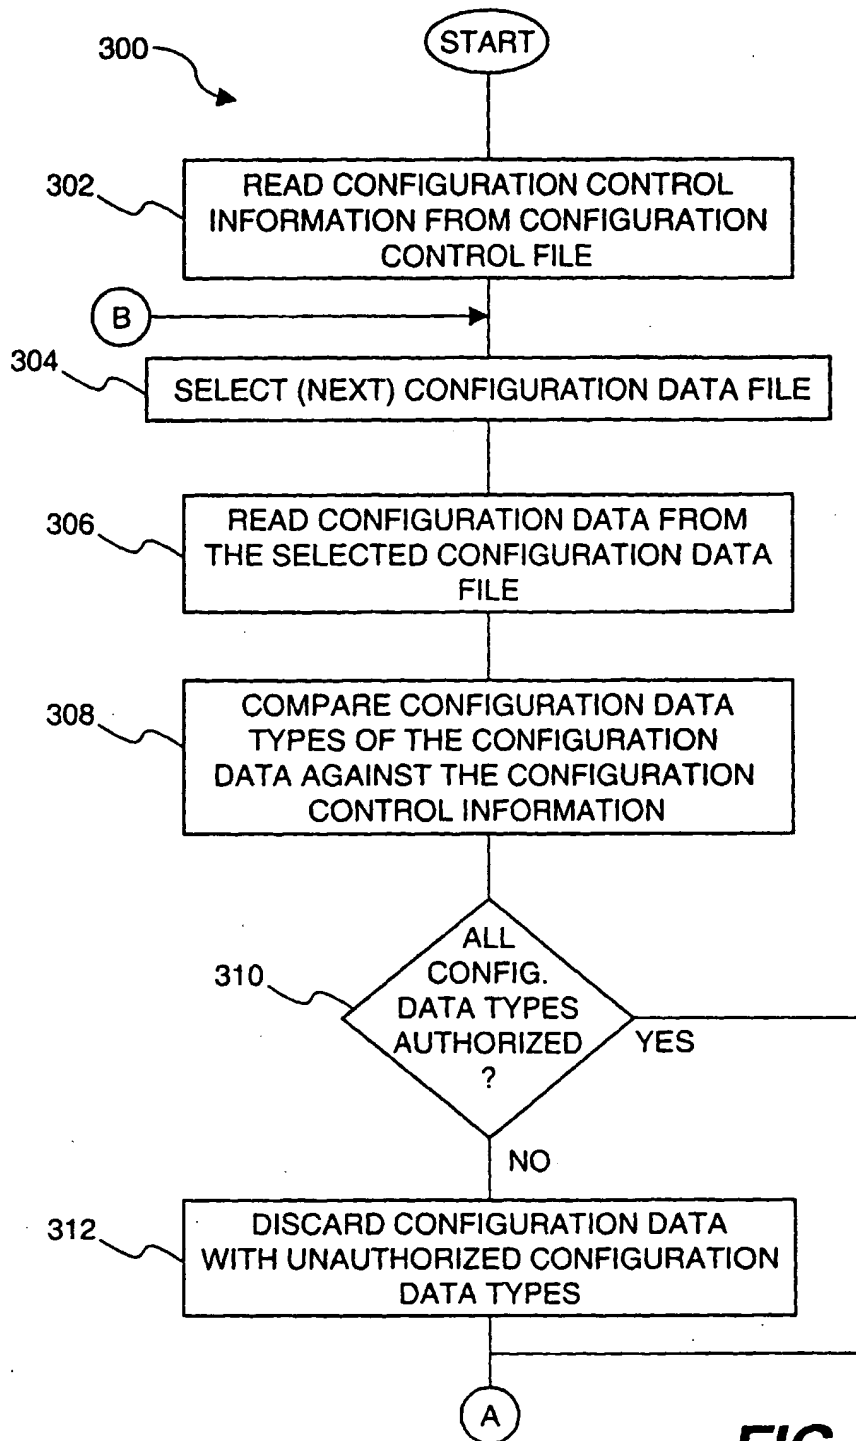 START
300
302
READ CONFIGURATION CONTROL
INFORMATION FROM CONFIGURATION
CONTROL FILE
B
304
SELECT (NEXT) CONFIGURATION DATA FILE
306
READ CONFIGURATION DATA FROM
THE SELECTED CONFIGURATION DATA
FILE
308
COMPARE CONFIGURATION DATA
TYPES OF THE CONFIGURATION
DATA AGAINST THE CONFIGURATION
CONTROL INFORMATION
310
ALL
CONFIG.
DATA TYPES
AUTHORIZED
?
YES
NO
312
DISCARD CONFIGURATION DATA
WITH UNAUTHORIZED CONFIGURATION
DATA TYPES
A